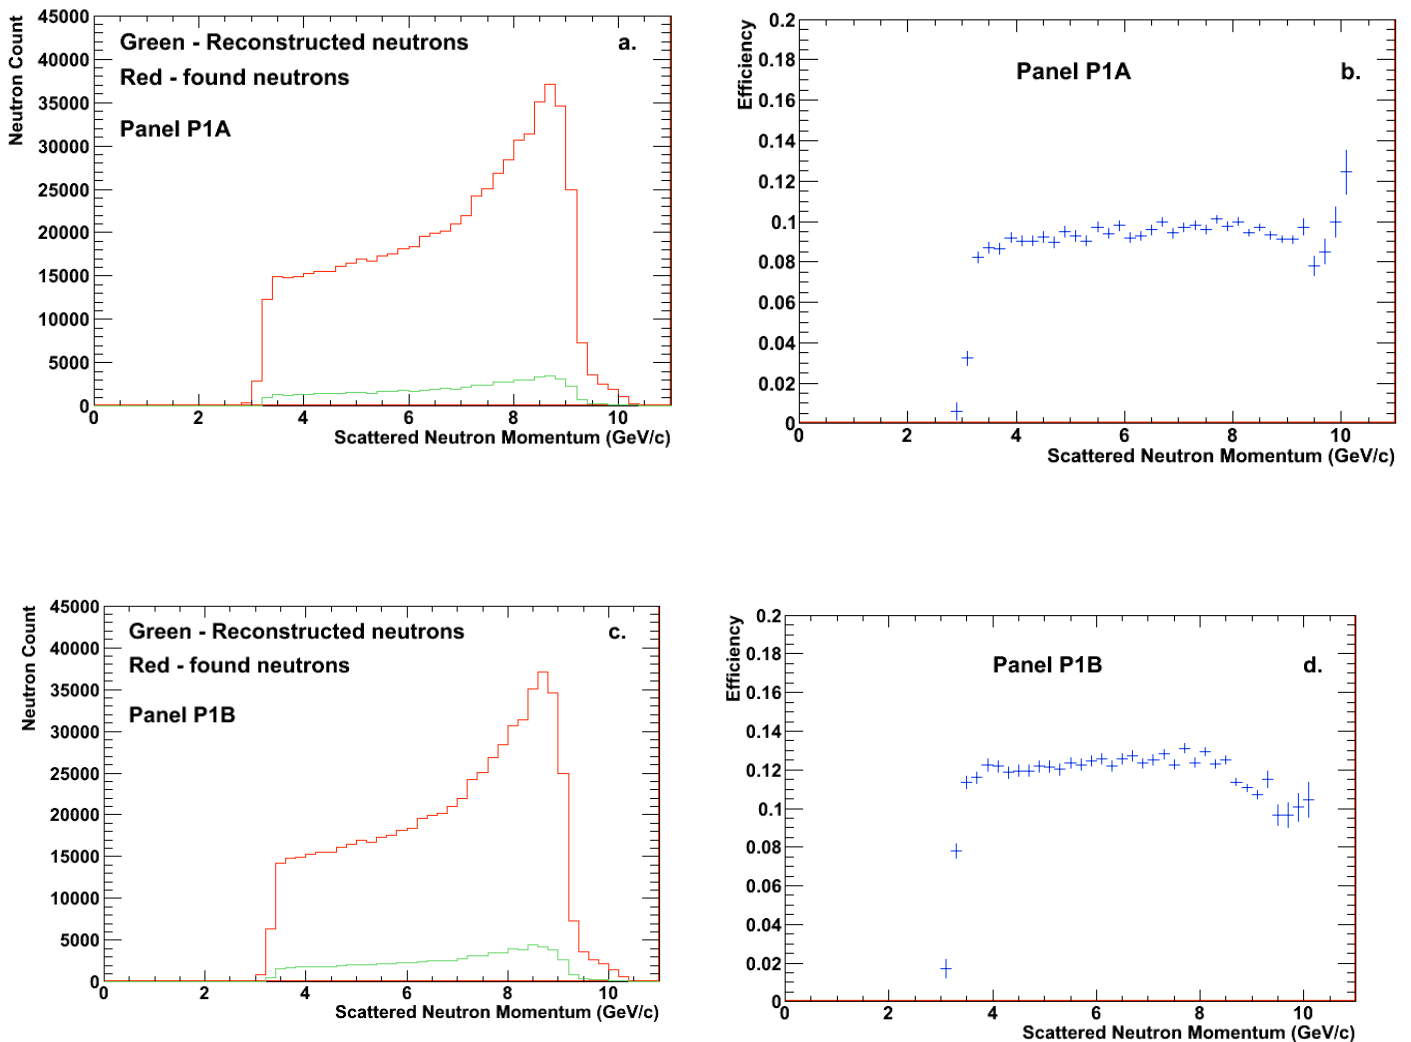 Neutron Count
45000
40000
35000
30000
25000
20000
15000
10000
5000
0
Green - Reconstructed neutrons
a.
Red - found neutrons
Panel P1A
0 2 4 6 8 10
Scattered Neutron Momentum (GeV/c)
Efficiency
0.2
0.18
0.16
0.14
0.12
0.1
0.08
0.06
0.04
0.02
0
Panel P1A
b.
0 2 4 6 8 10
Scattered Neutron Momentum (GeV/c)
Neutron Count
45000
40000
35000
30000
25000
20000
15000
10000
5000
0
Green - Reconstructed neutrons
c.
Red - found neutrons
Panel P1B
0 2 4 6 8 10
Scattered Neutron Momentum (GeV/c)
Efficiency
0.2
0.18
0.16
0.14
0.12
0.1
0.08
0.06
0.04
0.02
0
Panel P1B
d.
0 2 4 6 8 10
Scattered Neutron Momentum (GeV/c)